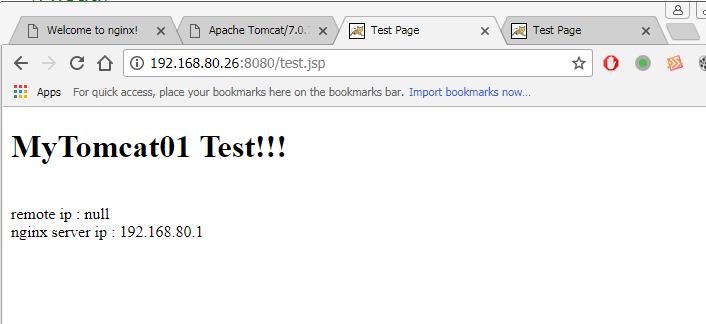 Welcome to nginx!
Apache Tomcat/7.0.
Test Page
Test Page
192.168.80.26:8080/test.jsp
Apps For quick access, place your bookmarks here on the bookmarks bar. Import bookmarks now...
MyTomcat01 Test!!!
remote ip : null
nginx server ip : 192.168.80.1